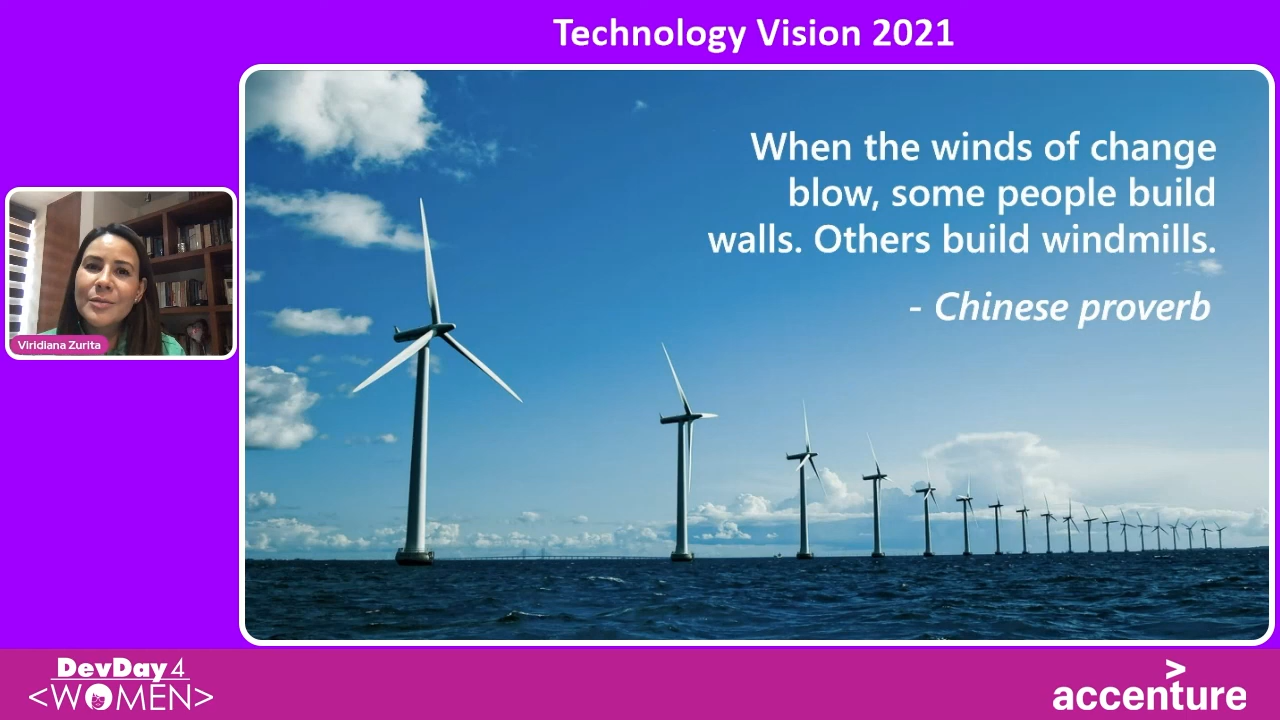 Technology Vision 2021
When the winds of change
blow, some people build
walls. Others build windmills.
- Chinese proverb
Viridiana Zurita
DevDay 4
<WOMEN>
>
accenture